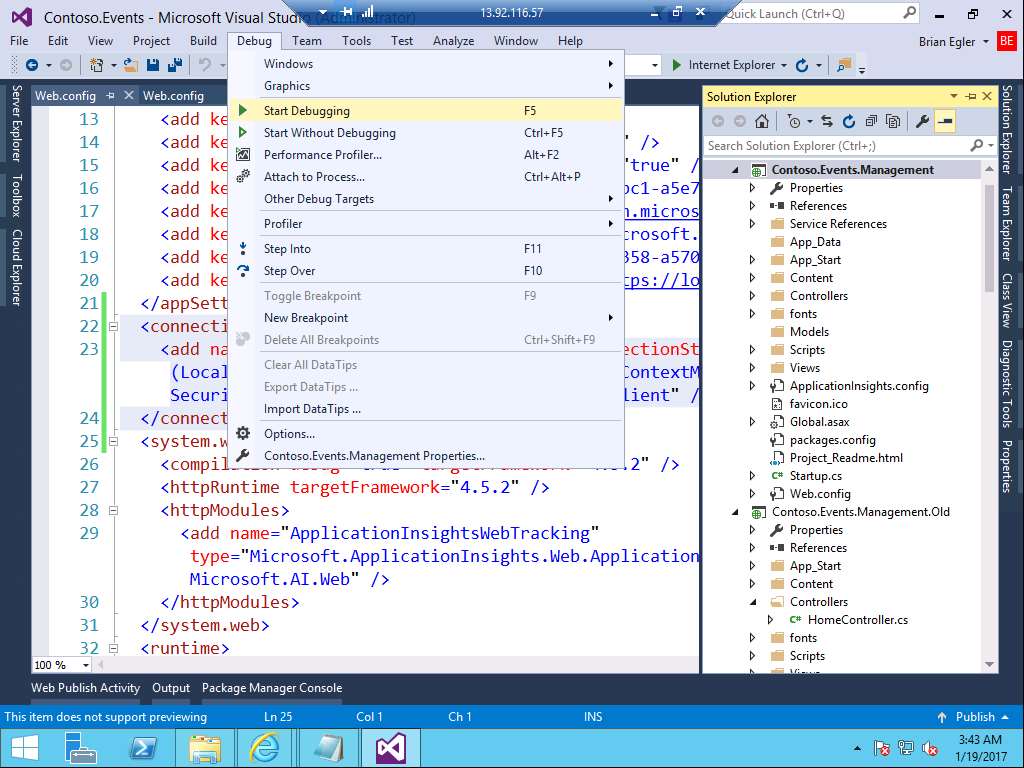 Contoso.Events - Microsoft Visual Studio (Administrator)
13.92.116.57
Quick Launch (Ctrl+Q)
File Edit View Project Build Debug Team Tools Test Analyze Window Help
Brian Egler
BE
Internet Explorer
Server Explorer
Toolbox
Cloud Explorer
Web.config
Web.config
Windows
Graphics
Start Debugging F5
Start Without Debugging Ctrl+F5
Performance Profiler... Alt+F2
Attach to Process... Ctrl+Alt+P
Other Debug Targets
Profiler
Step Into F11
Step Over F10
Toggle Breakpoint F9
New Breakpoint
Delete All Breakpoints Ctrl+Shift+F9
Clear All DataTips
Export DataTips ...
Import DataTips ...
Options...
Contoso.Events.Management Properties...
13 <add ke
14 <add ke " />
15 <add ke "true" /
16 <add ke bc1-a5e7
17 <add ke n.micros
18 <add ke crosoft.
19 <add ke 358-a570
20 <add ke tps://lo
21 </appSett
22 <connecti
23 <add na ectionSt
(Local ContextM
Securi lient" /
24 </connect
25 <system.w
26 />
27 <httpRuntime targetFramework="4.5.2" />
28 <httpModules>
29 <add name="ApplicationInsightsWebTracking"
type="Microsoft.ApplicationInsights.Web.Application
Microsoft.AI.Web" />
30 </httpModules>
31 </system.web>
32 <runtime>
100 %
Solution Explorer
Search Solution Explorer (Ctrl+;)
Contoso.Events.Management
Properties
References
Service References
App_Data
App_Start
Content
Controllers
fonts
Models
Scripts
Views
ApplicationInsights.config
favicon.ico
Global.asax
packages.config
Project_Readme.html
Startup.cs
Web.config
Contoso.Events.Management.Old
Properties
References
App_Start
Content
Controllers
HomeController.cs
fonts
Scripts
Views
Solution Explorer
Team Explorer
Class View
Diagnostic Tools
Properties
Web Publish Activity Output Package Manager Console
This item does not support previewing Ln 25 Col 1 Ch 1 INS Publish
3:43 AM
1/19/2017